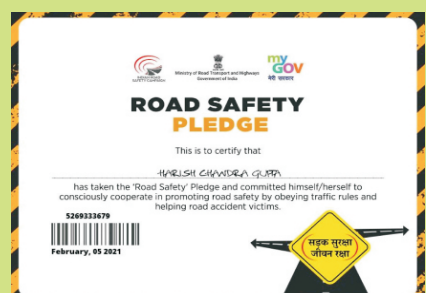 Ministry of Road Transport and Highways
Government of India
my
GOV
मेरी सरकार
ROAD SAFETY
PLEDGE
This is to certify that
HARISH CHANDRA GUPTA
has taken the 'Road Safety' Pledge and committed himself/herself to
consciously cooperate in promoting road safety by obeying traffic rules and
helping road accident victims.
5269333679
February, 05 2021
सड़क सुरक्षा
जीवन रक्षा